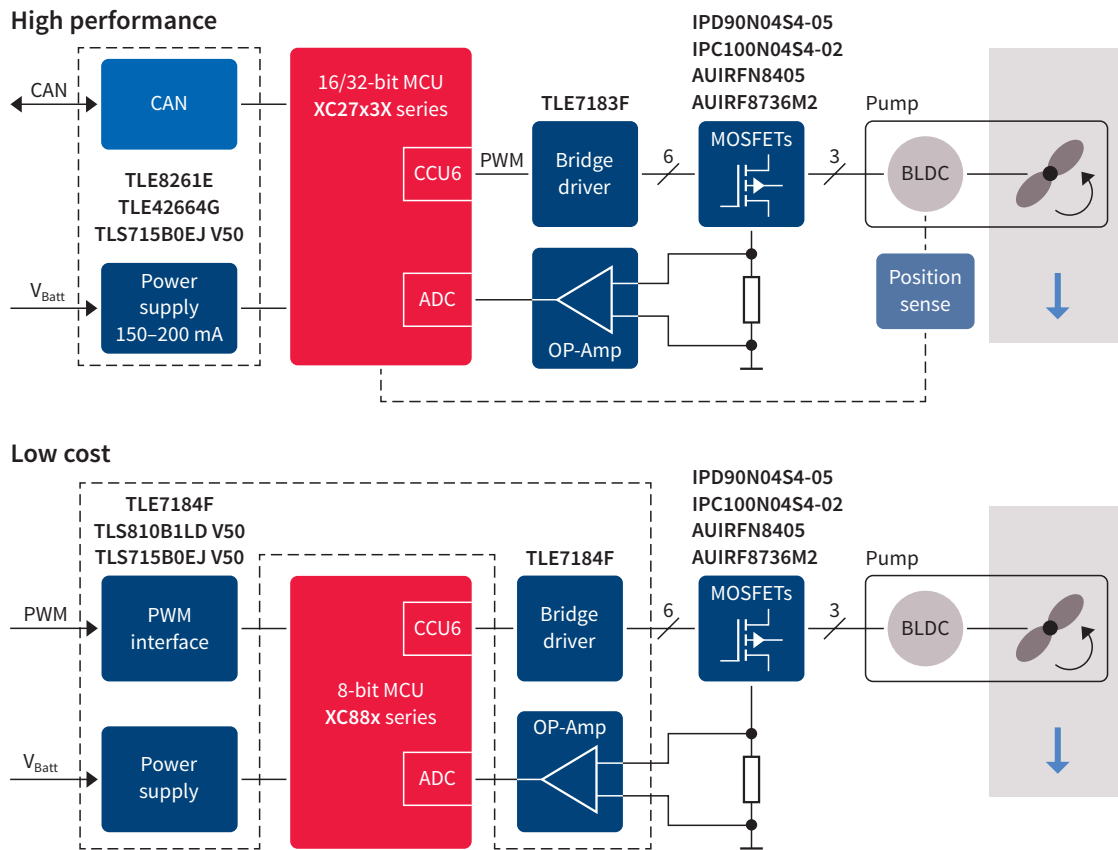 High performance
CAN
CAN
TLE8261E
TLE42664G
TLS715B0EJ V50
V_Batt
Power
supply
150–200 mA
16/32-bit MCU
XC27x3X series
CCU6
ADC
PWM
TLE7183F
Bridge
driver
OP-Amp
6
IPD90N04S4-05
IPC100N04S4-02
AUIRFN8405
AUIRF8736M2
MOSFETs
3
Pump
BLDC
Position
sense
Low cost
TLE7184F
TLS810B1LD V50
TLS715B0EJ V50
PWM
PWM
interface
V_Batt
Power
supply
8-bit MCU
XC88x series
CCU6
ADC
TLE7184F
Bridge
driver
OP-Amp
6
IPD90N04S4-05
IPC100N04S4-02
AUIRFN8405
AUIRF8736M2
MOSFETs
3
Pump
BLDC